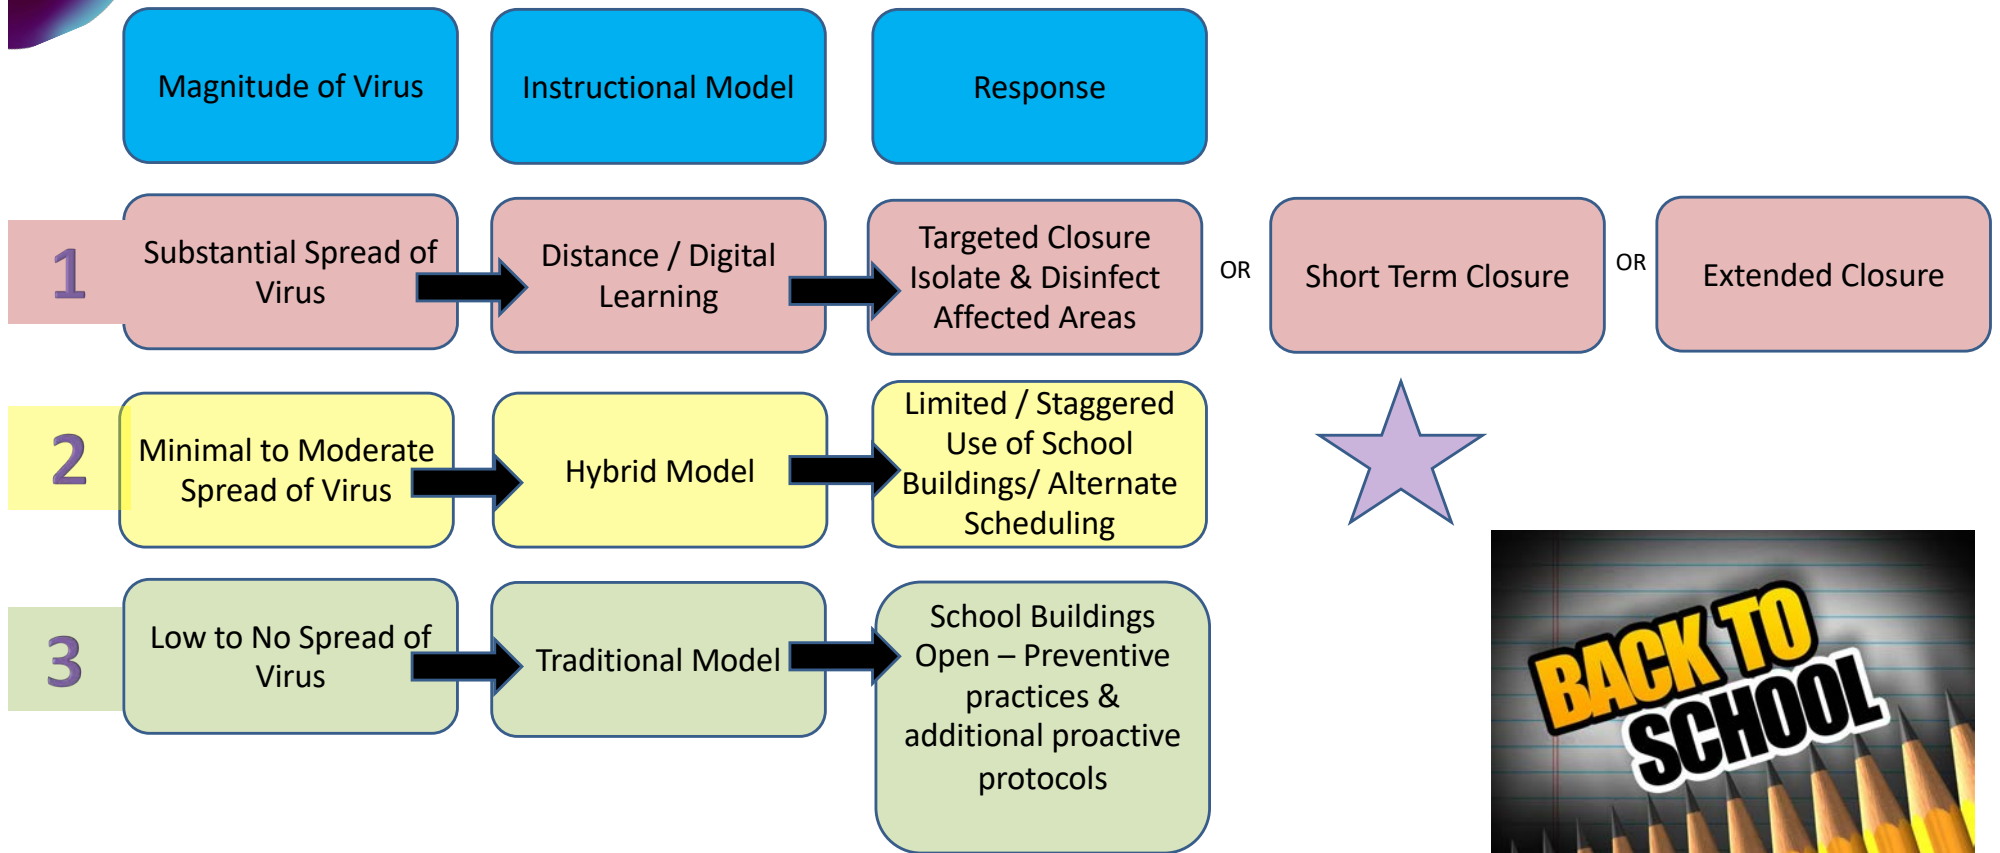 Magnitude of Virus
Instructional Model
Response
1
Substantial Spread of
Virus
Distance / Digital
Learning
Targeted Closure
Isolate & Disinfect
Affected Areas
OR
Short Term Closure
OR
Extended Closure
2
Minimal to Moderate
Spread of Virus
Hybrid Model
Limited / Staggered
Use of School
Buildings/ Alternate
Scheduling
3
Low to No Spread of
Virus
Traditional Model
School Buildings
Open – Preventive
practices &
additional proactive
protocols
BACK TO
SCHOOL